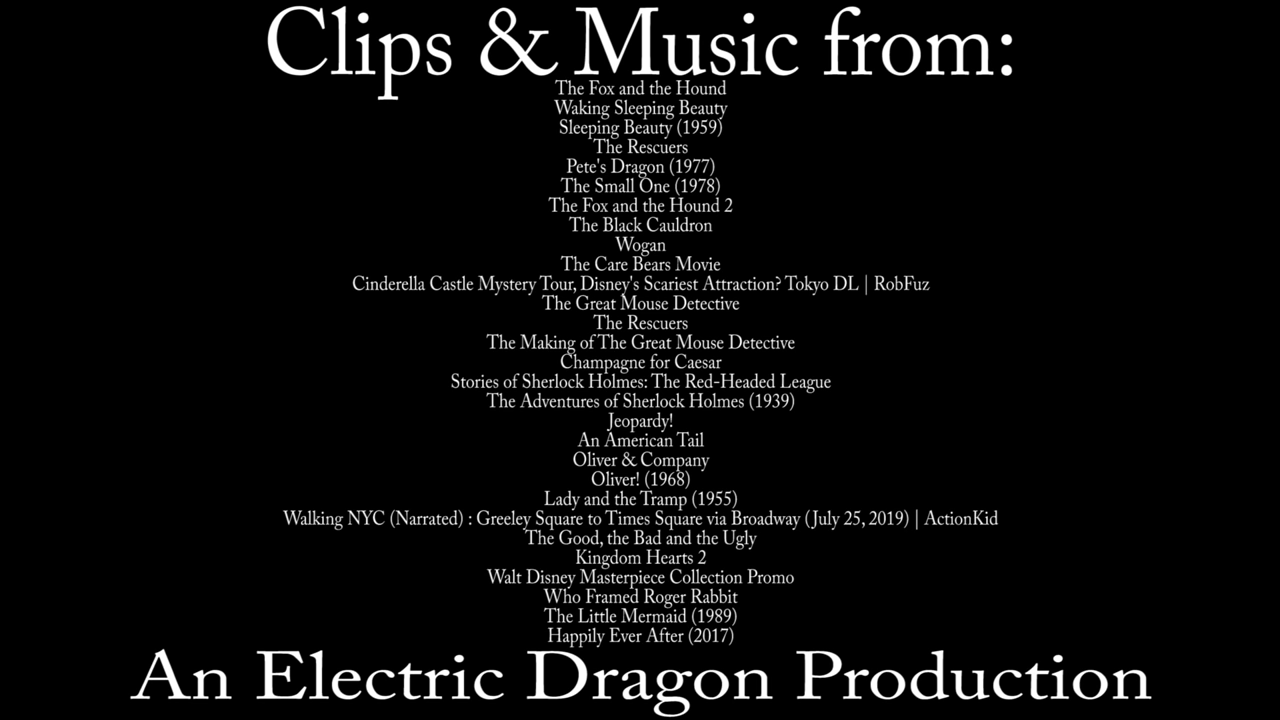 Clips & Music from:
The Fox and the Hound
Waking Sleeping Beauty
Sleeping Beauty (1959)
The Rescuers
Pete's Dragon (1977)
The Small One (1978)
The Fox and the Hound 2
The Black Cauldron
Wogan
The Care Bears Movie
Cinderella Castle Mystery Tour, Disney's Scariest Attraction? Tokyo DL | RobFuz
The Great Mouse Detective
The Rescuers
The Making of The Great Mouse Detective
Champagne for Caesar
Stories of Sherlock Holmes: The Red-Headed League
The Adventures of Sherlock Holmes (1939)
Jeopardy!
An American Tail
Oliver & Company
Oliver! (1968)
Lady and the Tramp (1955)
Walking NYC (Narrated) : Greeley Square to Times Square via Broadway (July 25, 2019) | ActionKid
The Good, the Bad and the Ugly
Kingdom Hearts 2
Walt Disney Masterpiece Collection Promo
Who Framed Roger Rabbit
The Little Mermaid (1989)
Happily Ever After (2017)
An Electric Dragon Production